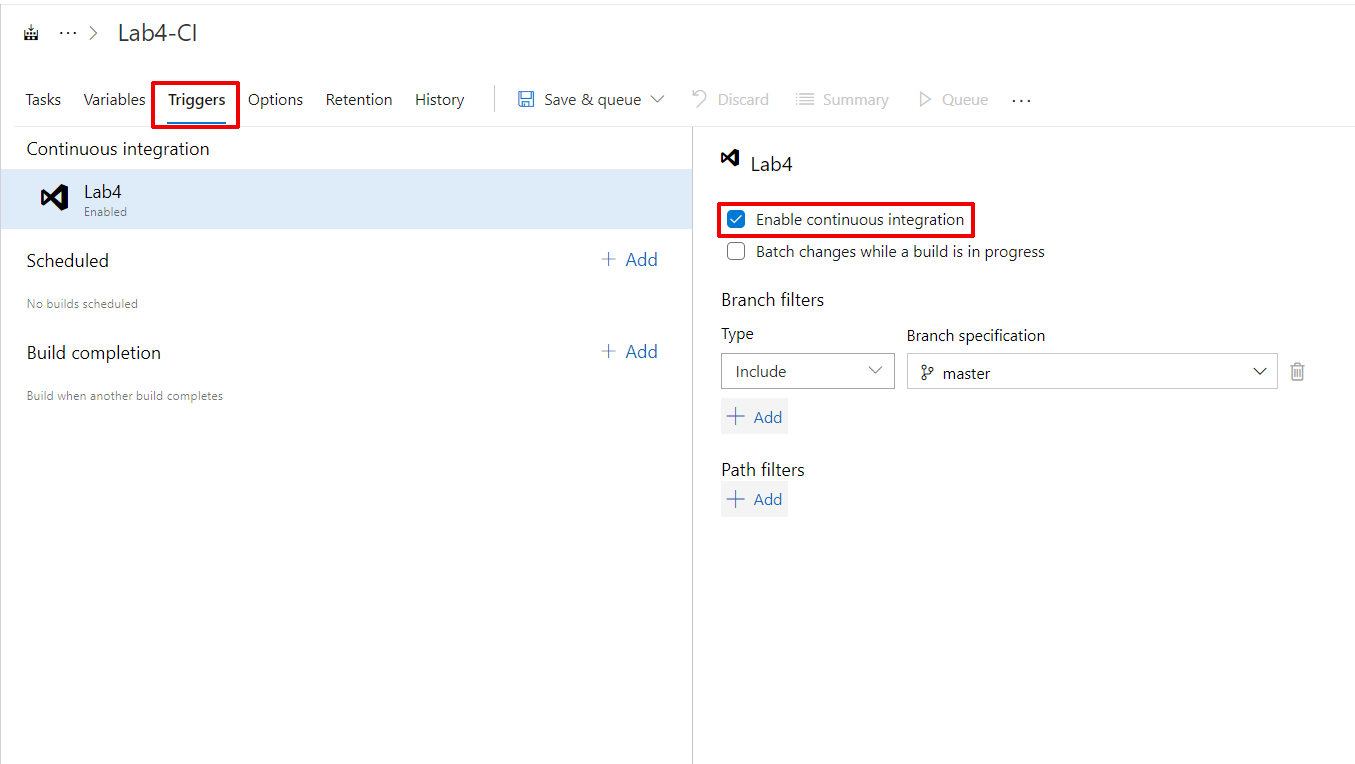 ··· > Lab4-CI
Tasks Variables Triggers Options Retention History Save & queue Discard Summary Queue ···
Continuous integration
Lab4
Enabled
Scheduled
+ Add
No builds scheduled
Build completion
+ Add
Build when another build completes
Lab4
Enable continuous integration
Batch changes while a build is in progress
Branch filters
Type Branch specification
Include master
+ Add
Path filters
+ Add